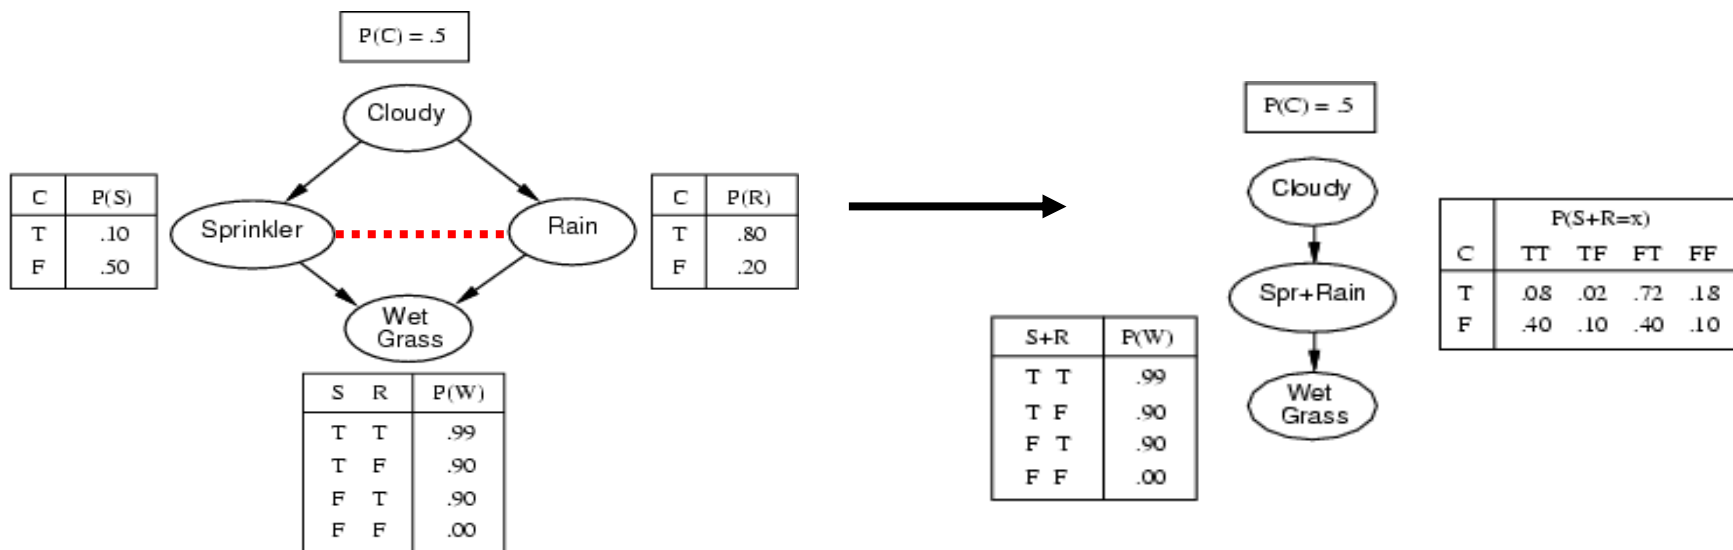 P(C) = .5
Cloudy
C P(S)
T .10
F .50
Sprinkler
Rain
C P(R)
T .80
F .20
Wet
Grass
S R P(W)
T T .99
T F .90
F T .90
F F .00
P(C) = .5
Cloudy
Spr+Rain
P(S+R=x)
C TT TF FT FF
T .08 .02 .72 .18
F .40 .10 .40 .10
S+R P(W)
T T .99
T F .90
F T .90
F F .00
Wet
Grass